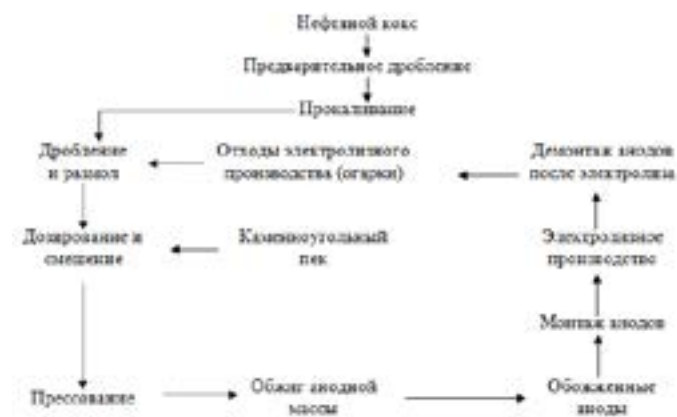 Нефтяной кокс
Предварительное дробление
Прокаливание
Дробление
и размол
Отходы электролизного
производства (огарки)
Демонтаж анодов
после электролиза
Дозирование и
смешение
Каменноугольный
пек
Электролизное
производство
Монтаж анодов
Прессование
Обжиг анодной
массы
Обожженные
аноды